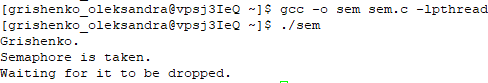 [grishenko_oleksandra@vpsj3IeQ ~]$ gcc -o sem sem.c -lpthread
[grishenko_oleksandra@vpsj3IeQ ~]$ ./sem
Grishenko.
Semaphore is taken.
Waiting for it to be dropped.